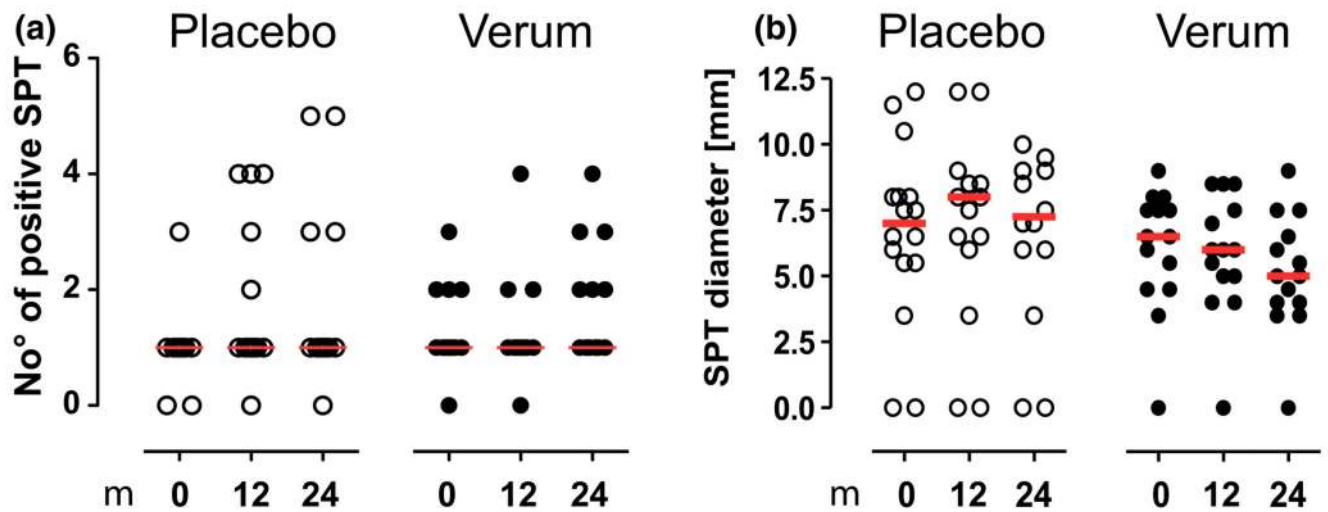 (a) Placebo Verum
No° of positive SPT
6
4
2
0
m 0 12 24 0 12 24
(b) Placebo Verum
SPT diameter [mm]
12.5
10.0
7.5
5.0
2.5
0.0
m 0 12 24 0 12 24